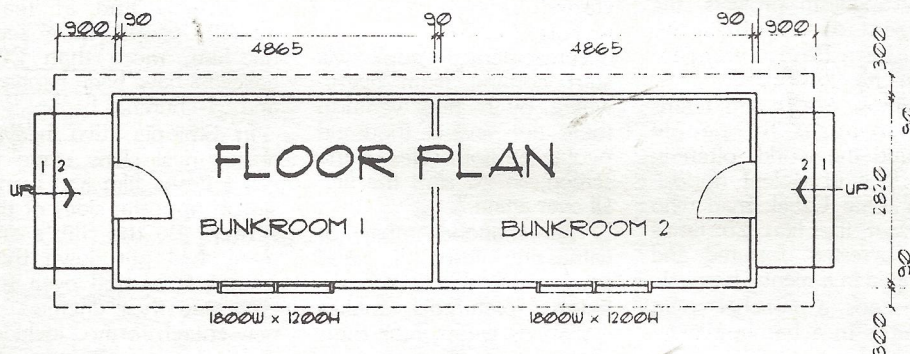 900 90 90 90 900
4865 4865
300
90
2820
90
300
FLOOR PLAN
UP 1 2 2 1 UP
BUNKROOM 1 BUNKROOM 2
1800W x 1200H 1800W x 1200H